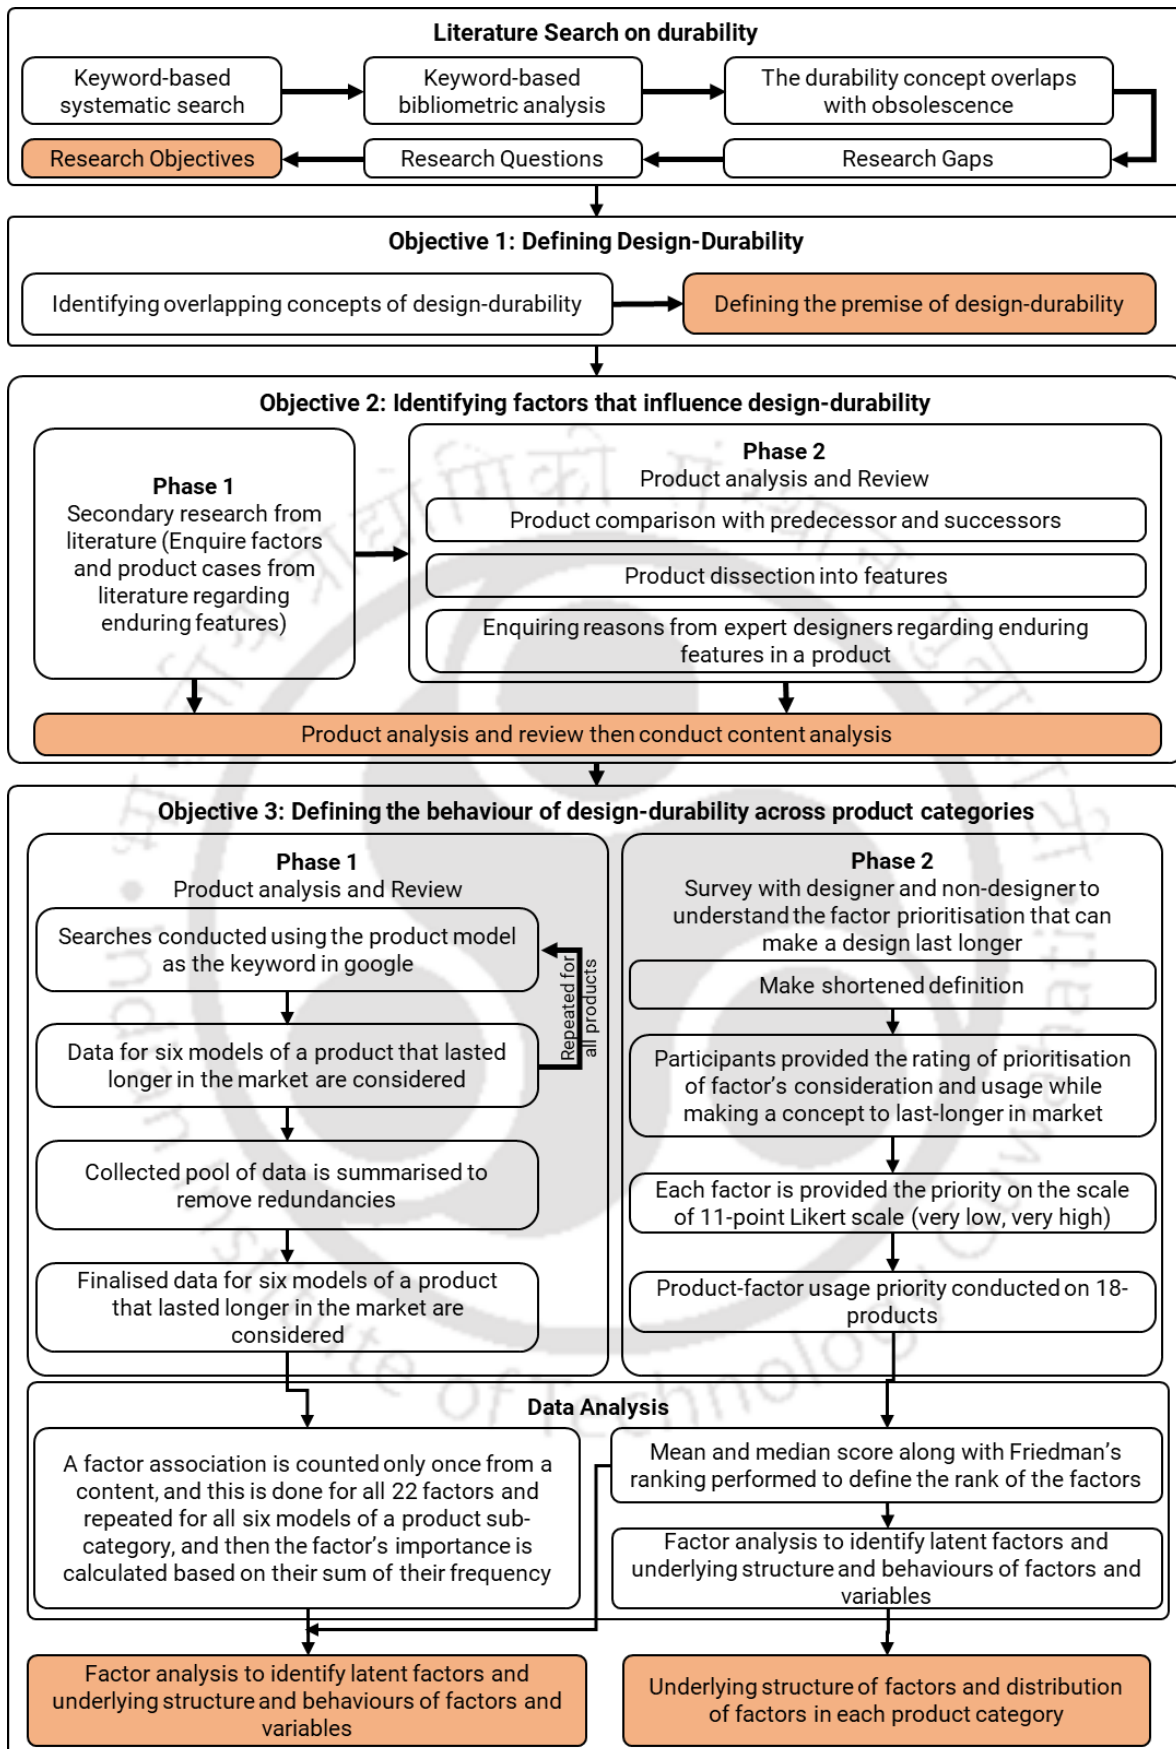 Literature Search on durability
Keyword-based
systematic search
Keyword-based
bibliometric analysis
The durability concept overlaps
with obsolescence
Research Objectives
Research Questions
Research Gaps
Objective 1: Defining Design-Durability
Identifying overlapping concepts of design-durability
Defining the premise of design-durability
Objective 2: Identifying factors that influence design-durability
Phase 1
Secondary research from
literature (Enquire factors
and product cases from
literature regarding
enduring features)
Phase 2
Product analysis and Review
Product comparison with predecessor and successors
Product dissection into features
Enquiring reasons from expert designers regarding enduring
features in a product
Product analysis and review then conduct content analysis
Objective 3: Defining the behaviour of design-durability across product categories
Phase 1
Product analysis and Review
Searches conducted using the product model
as the keyword in google
Repeated for
all products
Data for six models of a product that lasted
longer in the market are considered
Collected pool of data is summarised to
remove redundancies
Finalised data for six models of a product
that lasted longer in the market are
considered
Phase 2
Survey with designer and non-designer to
understand the factor prioritisation that can
make a design last longer
Make shortened definition
Participants provided the rating of prioritisation
of factor's consideration and usage while
making a concept to last-longer in market
Each factor is provided the priority on the scale
of 11-point Likert scale (very low, very high)
Product-factor usage priority conducted on 18-
products
Data Analysis
A factor association is counted only once from a
content, and this is done for all 22 factors and
repeated for all six models of a product sub-
category, and then the factor's importance is
calculated based on their sum of their frequency
Mean and median score along with Friedman's
ranking performed to define the rank of the factors
Factor analysis to identify latent factors and
underlying structure and behaviours of factors and
variables
Factor analysis to identify latent factors and
underlying structure and behaviours of factors and
variables
Underlying structure of factors and distribution
of factors in each product category
Indian Institute of Technology Guwahati